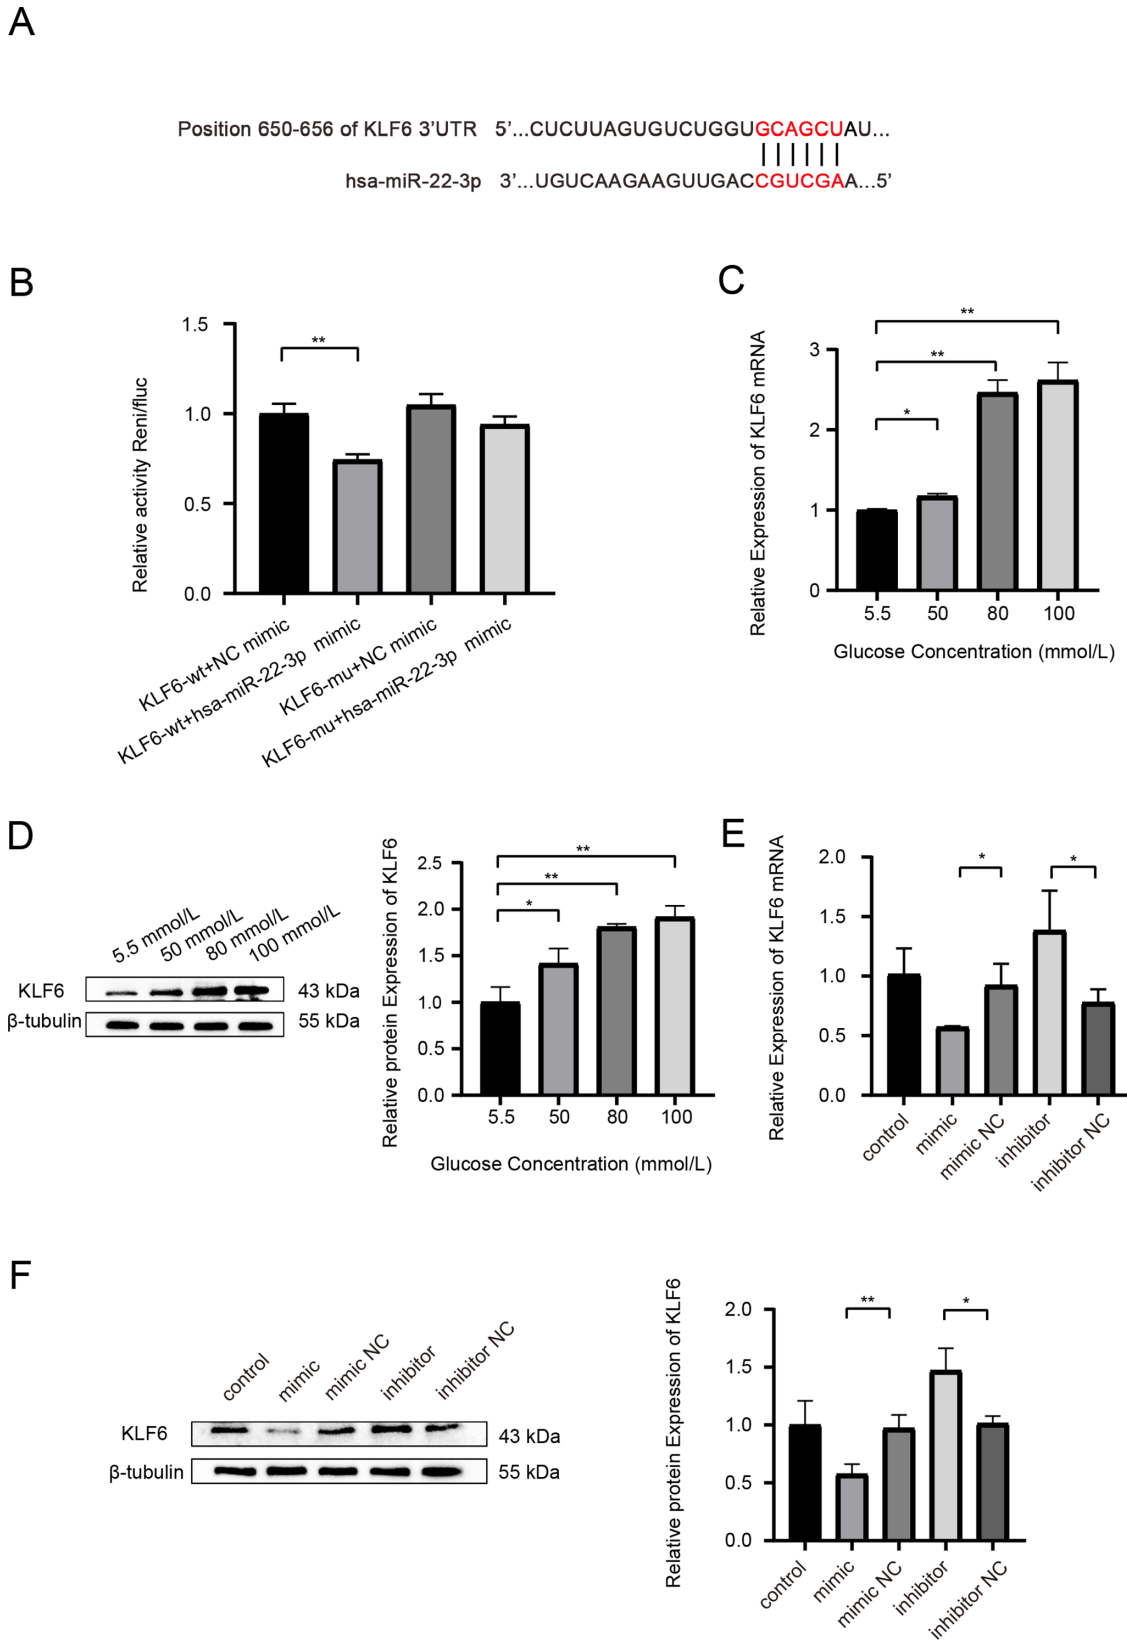 A
Position 650-656 of KLF6 3'UTR 5'...CUCUUAGUGUCUGGUGCAGCUAU...
hsa-miR-22-3p 3'...UGUCAAGAAGUUGACCGUCGAA...5'
B
Relative activity Reni/fluc
1.5
1.0
0.5
0.0
**
KLF6-wt+NC mimic
KLF6-wt+hsa-miR-22-3p mimic
KLF6-mu+NC mimic
KLF6-mu+hsa-miR-22-3p mimic
C
Relative Expression of KLF6 mRNA
3
2
1
0
**
**
*
5.5 50 80 100
Glucose Concentration (mmol/L)
D
5.5 mmol/L
50 mmol/L
80 mmol/L
100 mmol/L
KLF6 43 kDa
β-tubulin 55 kDa
Relative protein Expression of KLF6
2.5
2.0
1.5
1.0
0.5
0.0
**
**
*
5.5 50 80 100
Glucose Concentration (mmol/L)
E
Relative Expression of KLF6 mRNA
2.0
1.5
1.0
0.5
0.0
* *
control
mimic
mimic NC
inhibitor
inhibitor NC
F
control
mimic
mimic NC
inhibitor
inhibitor NC
KLF6 43 kDa
β-tubulin 55 kDa
Relative protein Expression of KLF6
2.0
1.5
1.0
0.5
0.0
** *
control
mimic
mimic NC
inhibitor
inhibitor NC